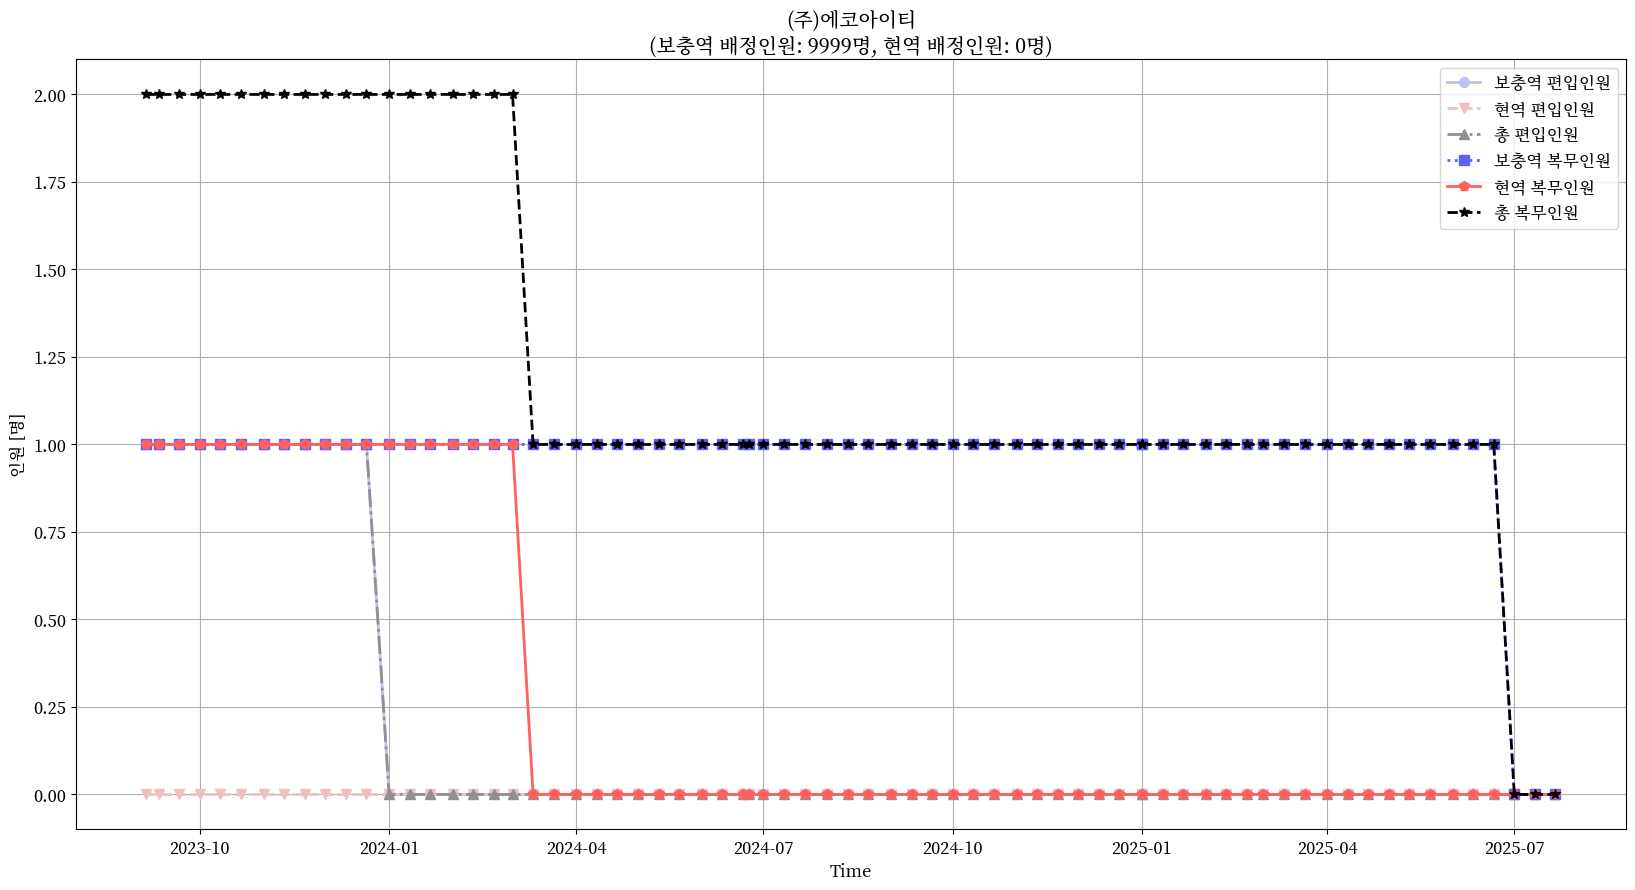 (주)에코아이티
(보충역 배정인원: 9999명, 현역 배정인원: 0명)
보충역 편입인원
현역 편입인원
총 편입인원
보충역 복무인원
현역 복무인원
총 복무인원
2.00
1.75
1.50
1.25
1.00
0.75
0.50
0.25
0.00
인원 [명]
2023-10
2024-01
2024-04
2024-07
2024-10
2025-01
2025-04
2025-07
Time